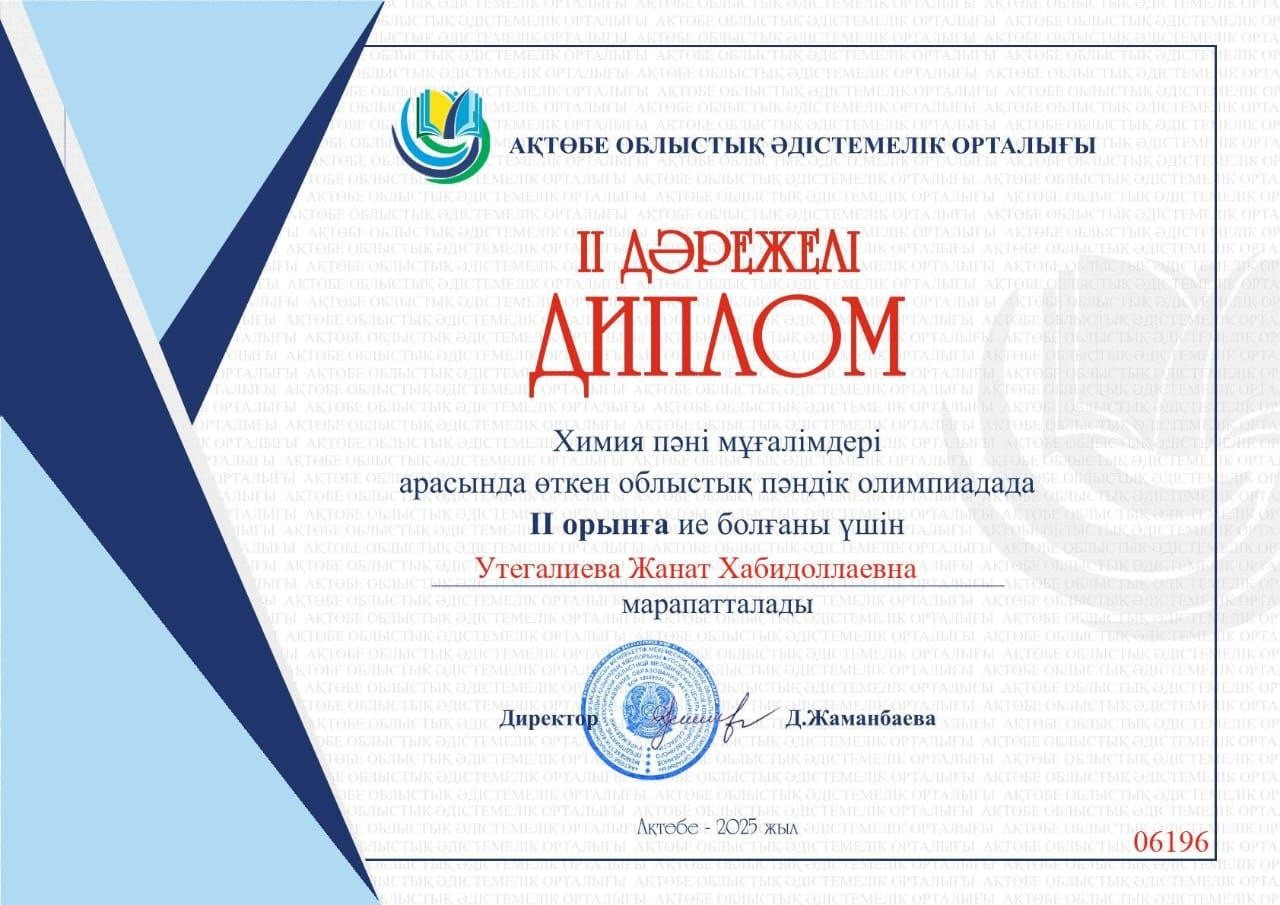 АҚТӨБЕ ОБЛЫСТЫҚ ӘДІСТЕМЕЛІК ОРТАЛЫҒЫ
II ДӘРЕЖЕЛІ
ДИПЛОМ
Химия пәні мұғалімдері
арасында өткен облыстық пәндік олимпиадада
II орынға ие болғаны үшін
Утегалиева Жанат Хабидоллаевна
марапатталады
Директор Д.Жаманбаева
Ақтөбе - 2025 жыл
06196